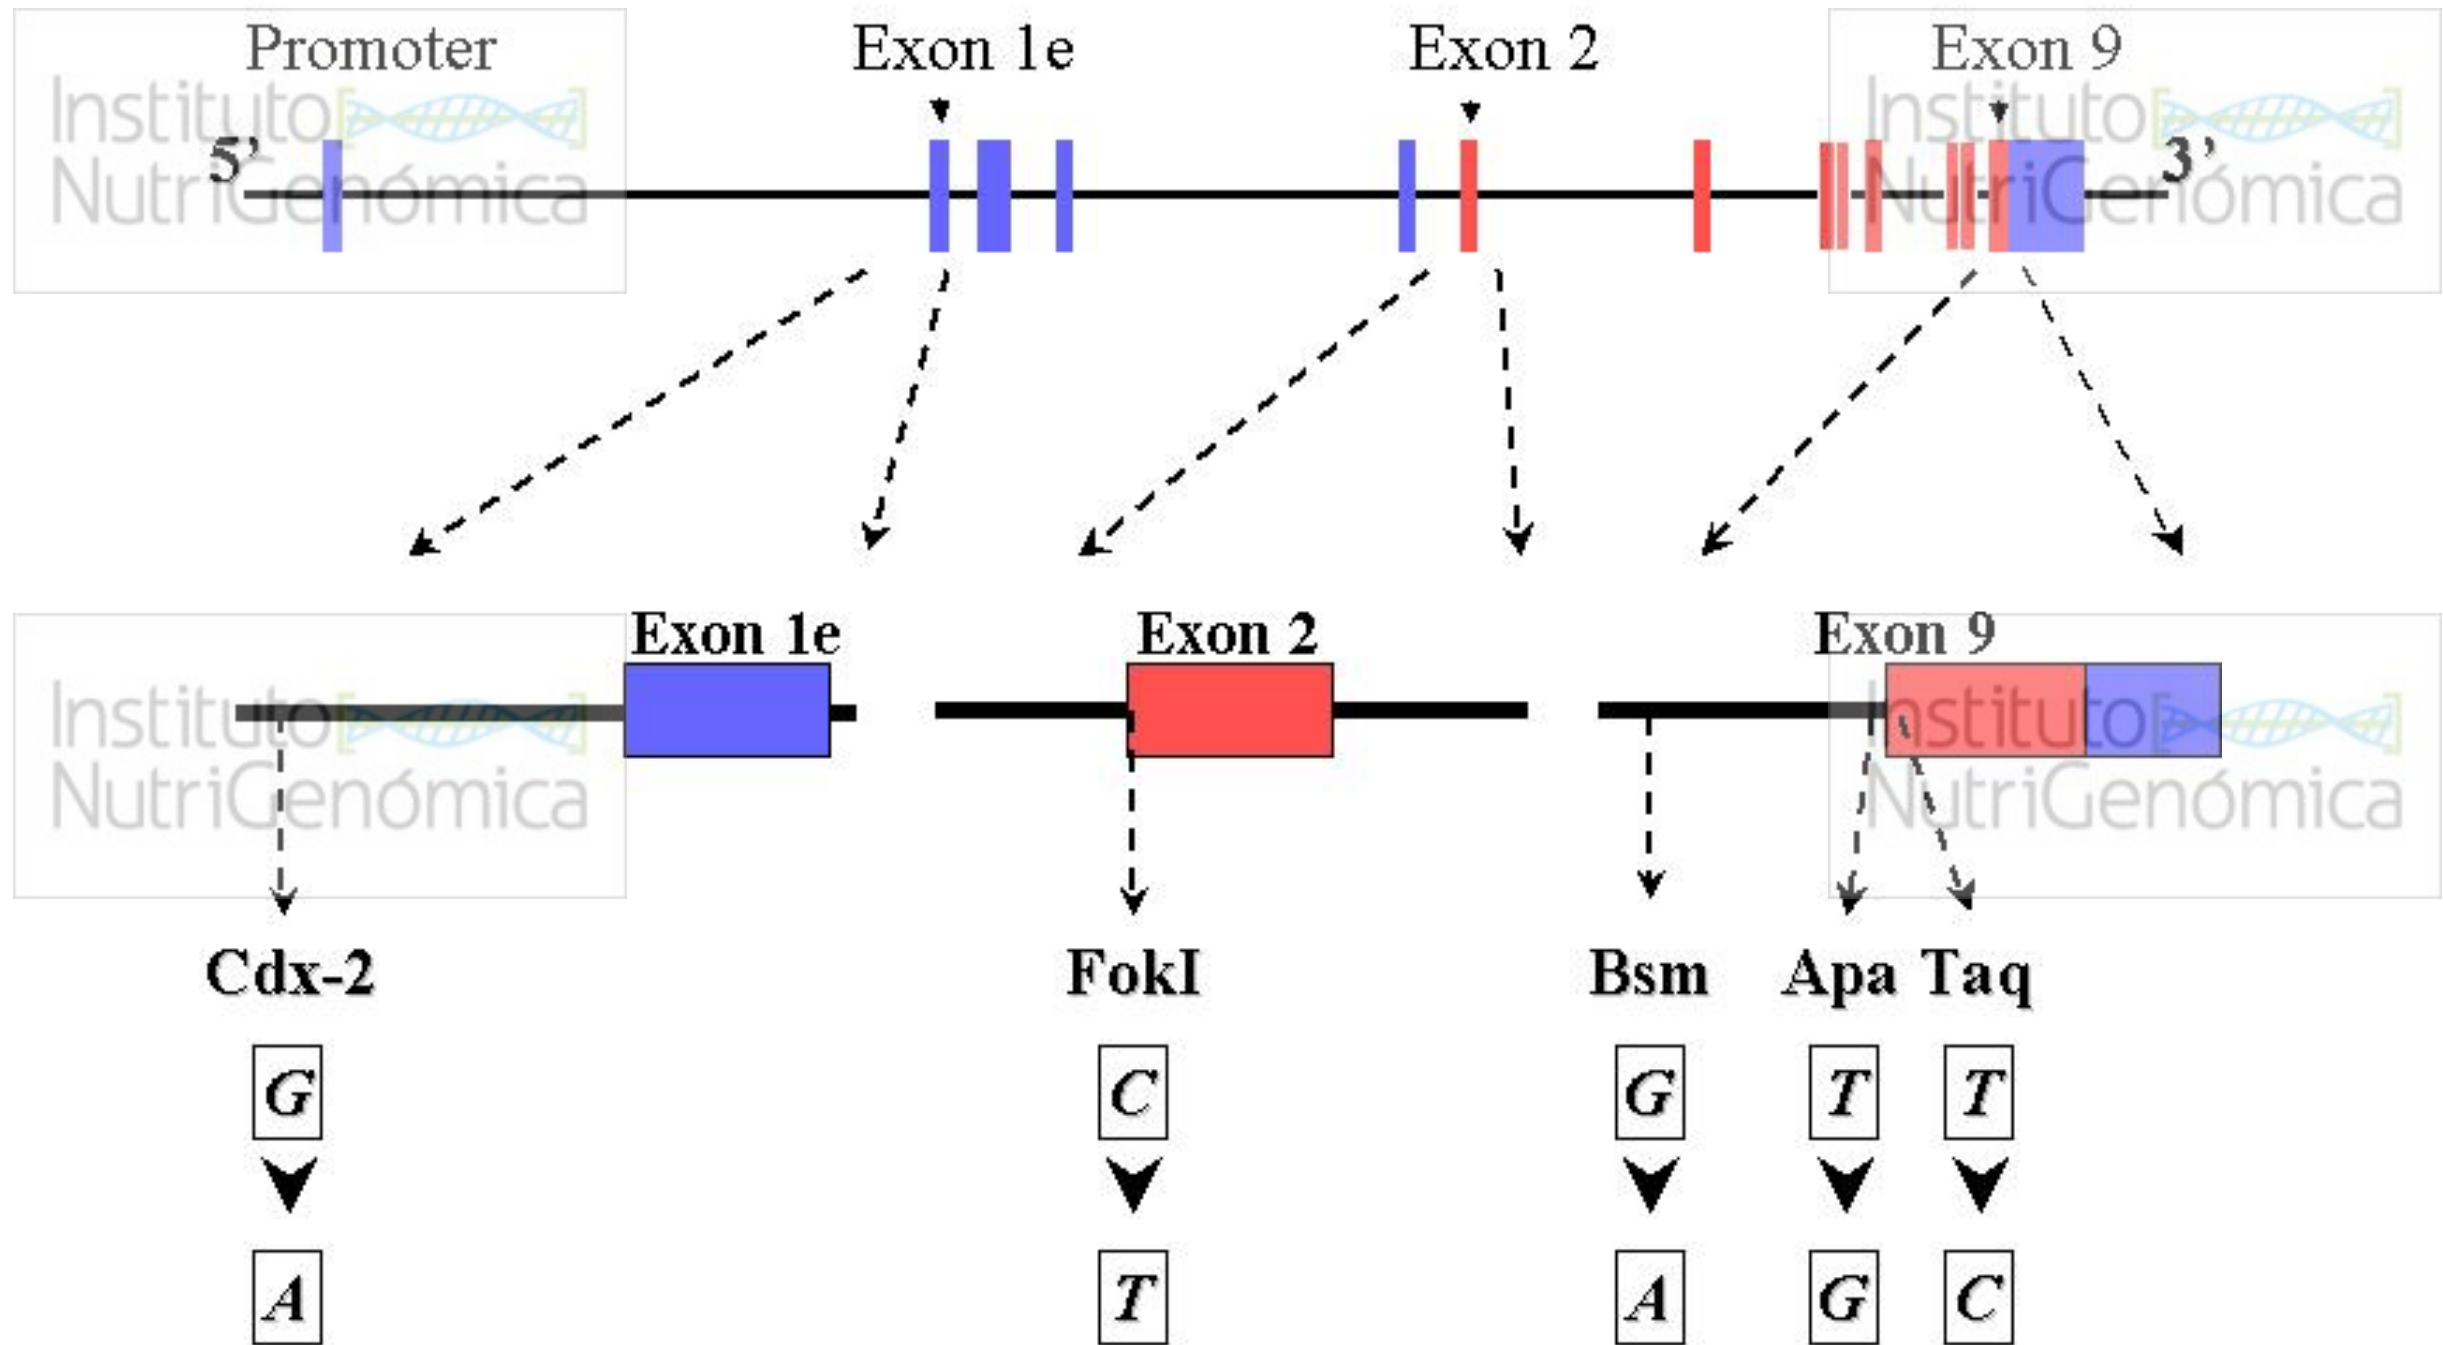 Promoter Exon 1e Exon 2 Exon 9
Instituto
NutriGenómica
Instituto
NutriGenómica
5’ 3’
Exon 1e Exon 2 Exon 9
Instituto
NutriGenómica
Instituto
NutriGenómica
Cdx-2 FokI Bsm Apa Taq
G C G T T
A T A G C